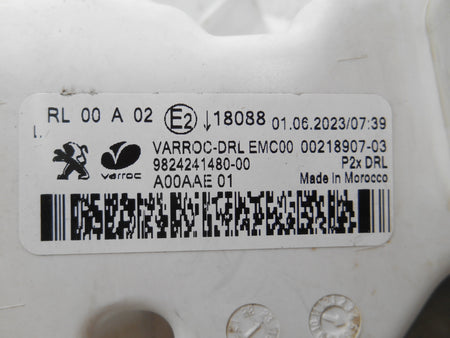 RL 00 A 02 E2 ↓18088 01.06.2023/07:39
L
varroc VARROC-DRL EMC00 00218907-03
9824241480-00 P2x DRL
A00AAE 01 Made in Morocco